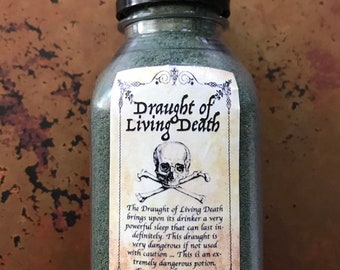 Draught of
Living Death
The Draught of Living Death
brings upon its drinker a very
powerful sleep that can last in-
definitely. This draught is
very dangerous if not used
with caution ... This is an ex-
tremely dangerous potion.